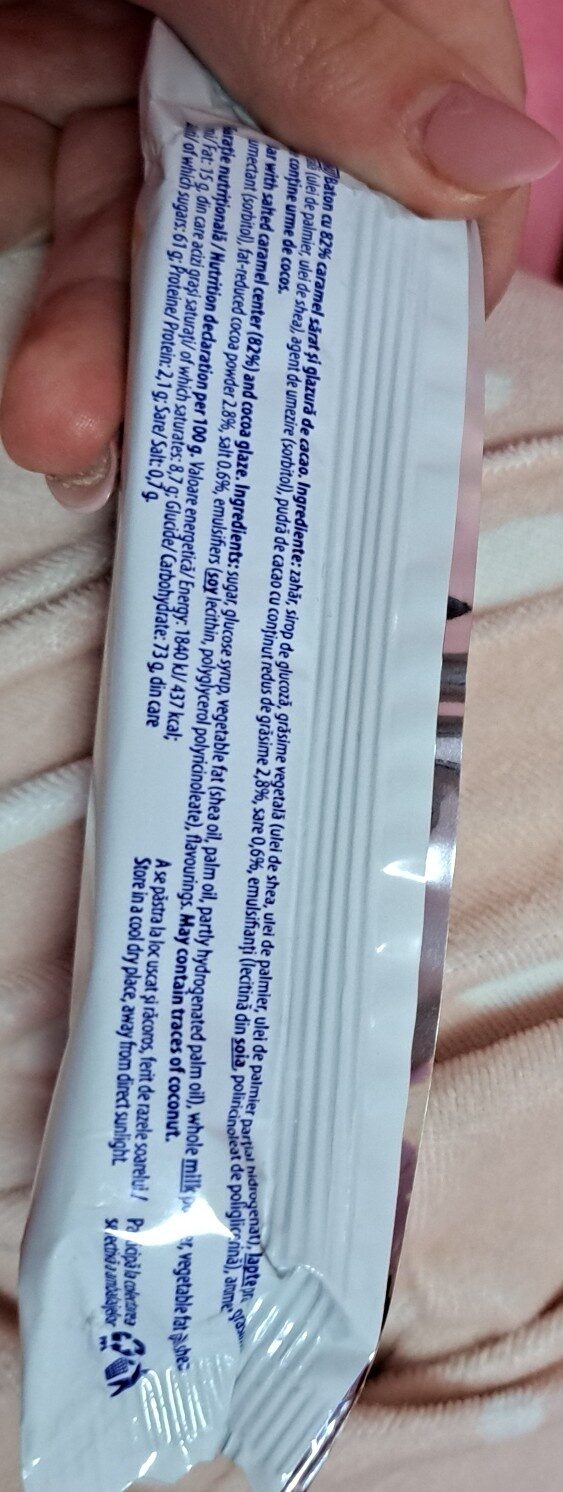 Baton cu 82% caramel sărat și glazură de cacao. Ingrediente: zahăr, sirop de glucoză, grăsime vegetală (ulei de shea, ulei de palmier, ulei de palmier parțial hidrogenat), lapte
(ulei de palmier, ulei de shea), agent de umezire (sorbitol), pudră de cacao cu conținut redus de grăsime 2,8%, sare 0,6%, emulsifianți (lecitină din soia, poliricinoleat de poliglicerină), arome
conține urme de cocos.
with salted caramel center (82%) and cocoa glaze. Ingredients: sugar, glucose syrup, vegetable fat (shea oil, palm oil, partly hydrogenated palm oil), whole milk vegetable fat
(sorbitol), fat-reduced cocoa powder 2.8%, salt 0.6%, emulsifiers (soy lecithin, polyglycerol polyricinoleate), flavourings. May contain traces of coconut.
nutrițională / Nutrition declaration per 100 g. Valoare energetică/ Energy: 1840 kJ/ 437 kcal;
Fat: 15 g, din care acizi grași saturați/ of which saturates: 8,7 g; Glucide/ Carbohydrate: 73 g, din care
of which sugars: 61 g; Proteine/ Protein: 2,1 g; Sare/ Salt: 0,7 g.
A se păstra la loc uscat și răcoros, ferit de razele soarelui /
Store in a cool dry place, away from direct sunlight.
la colectarea
selectivă a ambalajelor